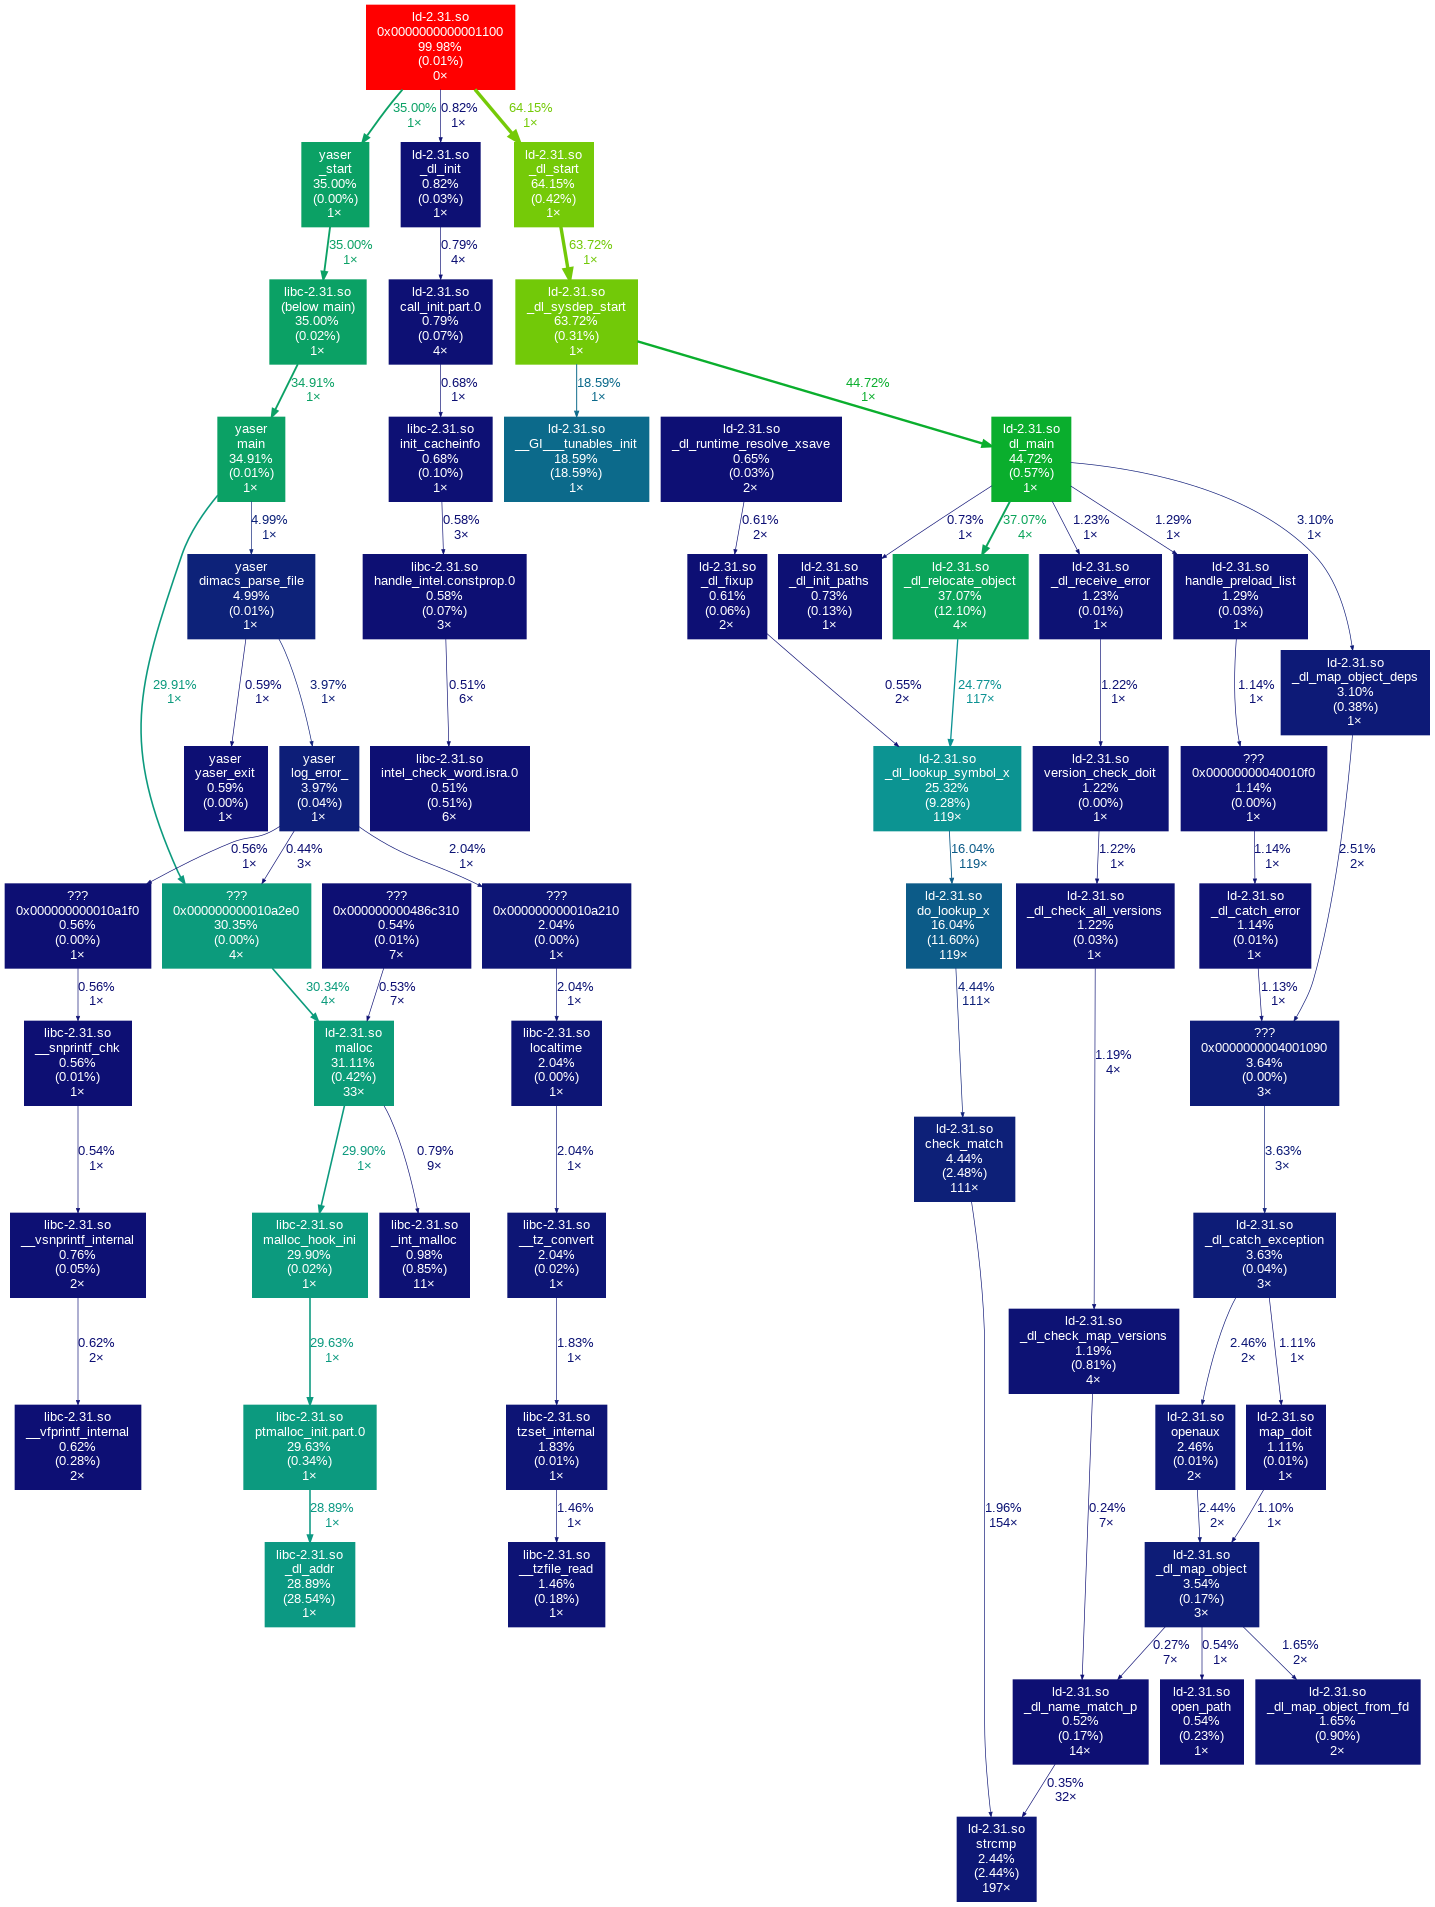 ld-2.31.so
0x0000000000001100
99.98%
(0.01%)
0×
35.00%
1×
0.82%
1×
64.15%
1×
yaser
_start
35.00%
(0.00%)
1×
ld-2.31.so
_dl_init
0.82%
(0.03%)
1×
ld-2.31.so
_dl_start
64.15%
(0.42%)
1×
35.00%
1×
0.79%
4×
63.72%
1×
libc-2.31.so
(below main)
35.00%
(0.02%)
1×
ld-2.31.so
call_init.part.0
0.79%
(0.07%)
4×
ld-2.31.so
_dl_sysdep_start
63.72%
(0.31%)
1×
34.91%
1×
0.68%
1×
18.59%
1×
44.72%
1×
yaser
main
34.91%
(0.01%)
1×
libc-2.31.so
init_cacheinfo
0.68%
(0.10%)
1×
ld-2.31.so
__GI___tunables_init
18.59%
(18.59%)
1×
ld-2.31.so
_dl_runtime_resolve_xsave
0.65%
(0.03%)
2×
ld-2.31.so
dl_main
44.72%
(0.57%)
1×
4.99%
1×
0.58%
3×
0.61%
2×
0.73%
1×
37.07%
4×
1.23%
1×
1.29%
1×
3.10%
1×
yaser
dimacs_parse_file
4.99%
(0.01%)
1×
libc-2.31.so
handle_intel.constprop.0
0.58%
(0.07%)
3×
ld-2.31.so
_dl_fixup
0.61%
(0.06%)
2×
ld-2.31.so
_dl_init_paths
0.73%
(0.13%)
1×
ld-2.31.so
_dl_relocate_object
37.07%
(12.10%)
4×
ld-2.31.so
_dl_receive_error
1.23%
(0.01%)
1×
ld-2.31.so
handle_preload_list
1.29%
(0.03%)
1×
ld-2.31.so
_dl_map_object_deps
3.10%
(0.38%)
1×
29.91%
1×
0.59%
1×
3.97%
1×
0.51%
6×
0.55%
2×
24.77%
117×
1.22%
1×
1.14%
1×
yaser
yaser_exit
0.59%
(0.00%)
1×
yaser
log_error_
3.97%
(0.04%)
1×
libc-2.31.so
intel_check_word.isra.0
0.51%
(0.51%)
6×
ld-2.31.so
_dl_lookup_symbol_x
25.32%
(9.28%)
119×
ld-2.31.so
version_check_doit
1.22%
(0.00%)
1×
???
0x00000000040010f0
1.14%
(0.00%)
1×
0.56%
1×
0.44%
3×
2.04%
1×
16.04%
119×
1.22%
1×
1.14%
1×
2.51%
2×
???
0x000000000010a1f0
0.56%
(0.00%)
1×
???
0x000000000010a2e0
30.35%
(0.00%)
4×
???
0x000000000486c310
0.54%
(0.01%)
7×
???
0x000000000010a210
2.04%
(0.00%)
1×
ld-2.31.so
do_lookup_x
16.04%
(11.60%)
119×
ld-2.31.so
_dl_check_all_versions
1.22%
(0.03%)
1×
ld-2.31.so
_dl_catch_error
1.14%
(0.01%)
1×
0.56%
1×
30.34%
4×
0.53%
7×
2.04%
1×
4.44%
111×
1.13%
1×
libc-2.31.so
__snprintf_chk
0.56%
(0.01%)
1×
ld-2.31.so
malloc
31.11%
(0.42%)
33×
libc-2.31.so
localtime
2.04%
(0.00%)
1×
1.19%
4×
???
0x0000000004001090
3.64%
(0.00%)
3×
0.54%
1×
29.90%
1×
0.79%
9×
2.04%
1×
ld-2.31.so
check_match
4.44%
(2.48%)
111×
3.63%
3×
libc-2.31.so
__vsnprintf_internal
0.76%
(0.05%)
2×
libc-2.31.so
malloc_hook_ini
29.90%
(0.02%)
1×
libc-2.31.so
_int_malloc
0.98%
(0.85%)
11×
libc-2.31.so
__tz_convert
2.04%
(0.02%)
1×
ld-2.31.so
_dl_catch_exception
3.63%
(0.04%)
3×
0.62%
2×
29.63%
1×
1.83%
1×
ld-2.31.so
_dl_check_map_versions
1.19%
(0.81%)
4×
2.46%
2×
1.11%
1×
libc-2.31.so
__vfprintf_internal
0.62%
(0.28%)
2×
libc-2.31.so
ptmalloc_init.part.0
29.63%
(0.34%)
1×
libc-2.31.so
tzset_internal
1.83%
(0.01%)
1×
ld-2.31.so
openaux
2.46%
(0.01%)
2×
ld-2.31.so
map_doit
1.11%
(0.01%)
1×
28.89%
1×
1.46%
1×
1.96%
154×
0.24%
7×
2.44%
2×
1.10%
1×
libc-2.31.so
_dl_addr
28.89%
(28.54%)
1×
libc-2.31.so
__tzfile_read
1.46%
(0.18%)
1×
ld-2.31.so
_dl_map_object
3.54%
(0.17%)
3×
0.27%
7×
0.54%
1×
1.65%
2×
ld-2.31.so
_dl_name_match_p
0.52%
(0.17%)
14×
ld-2.31.so
open_path
0.54%
(0.23%)
1×
ld-2.31.so
_dl_map_object_from_fd
1.65%
(0.90%)
2×
0.35%
32×
ld-2.31.so
strcmp
2.44%
(2.44%)
197×